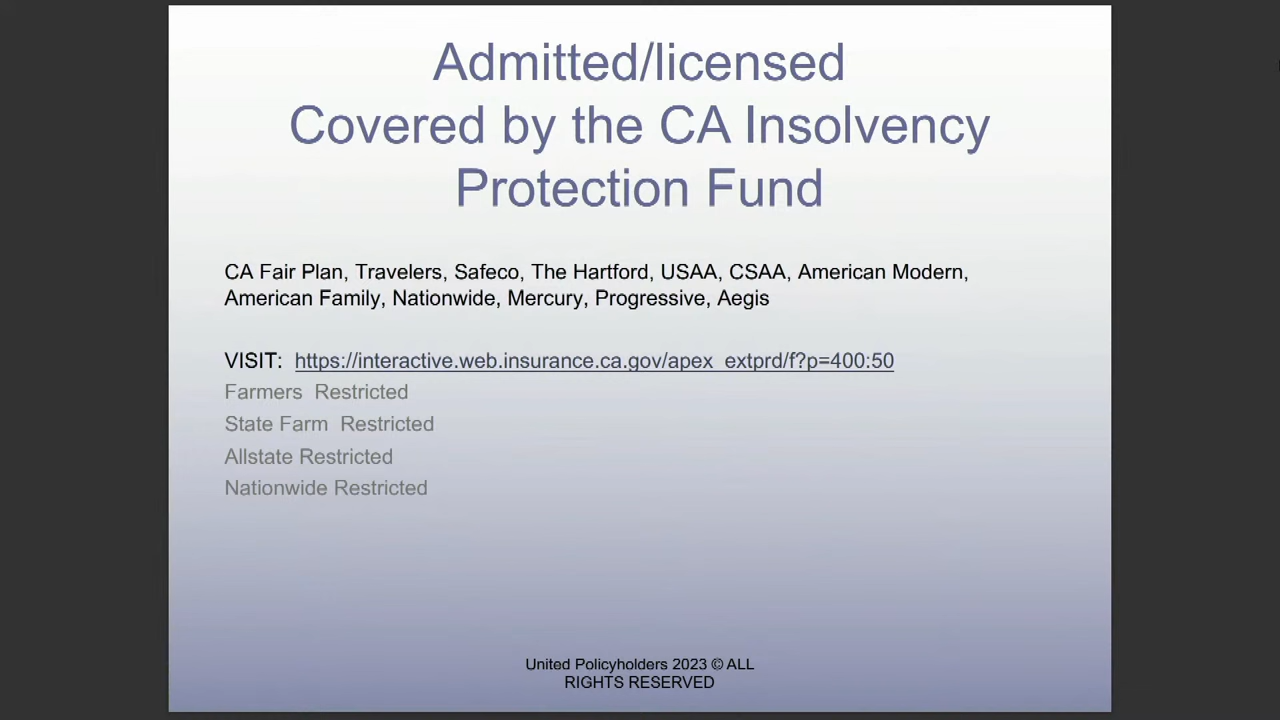 Admitted/licensed
Covered by the CA Insolvency
Protection Fund
CA Fair Plan, Travelers, Safeco, The Hartford, USAA, CSAA, American Modern,
American Family, Nationwide, Mercury, Progressive, Aegis
VISIT: https://interactive.web.insurance.ca.gov/apex_extprd/f?p=400:50
Farmers Restricted
State Farm Restricted
Allstate Restricted
Nationwide Restricted
United Policyholders 2023 © ALL
RIGHTS RESERVED